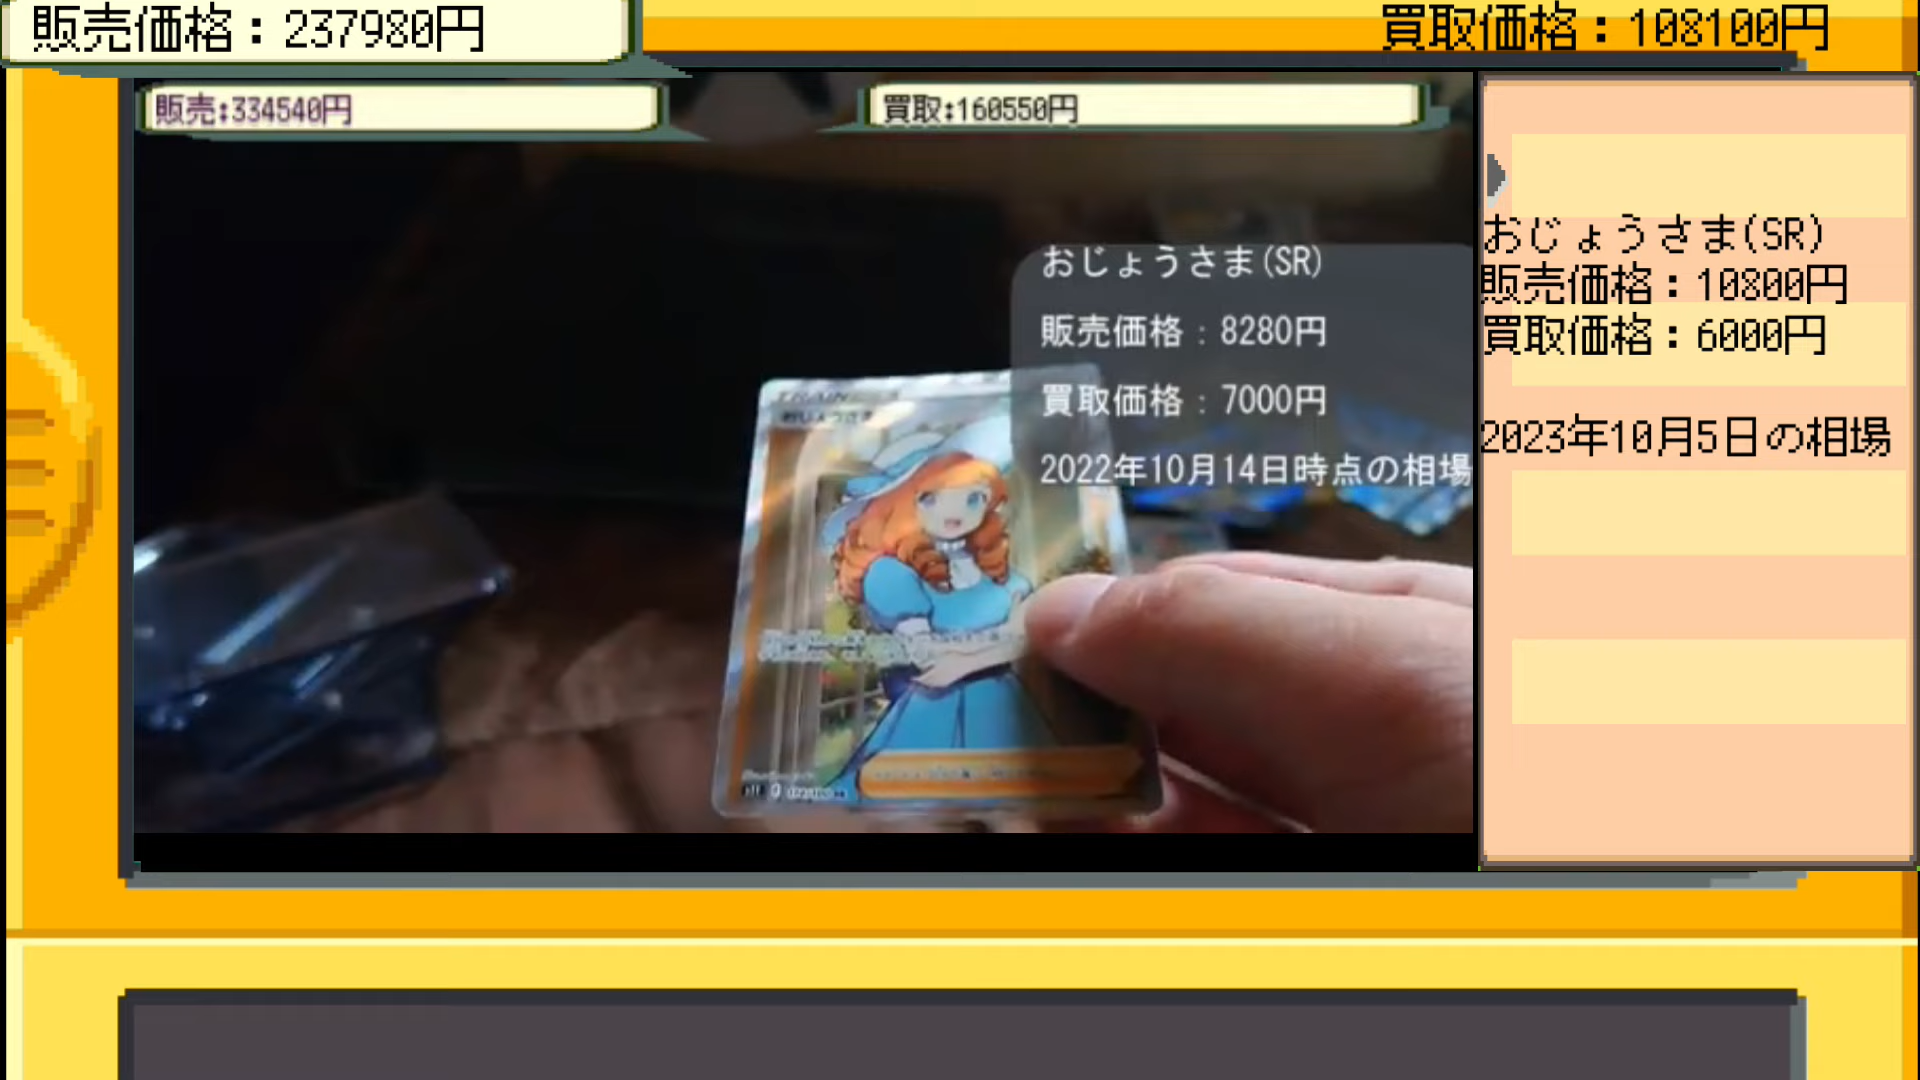 販売価格：237980円
買取価格：108100円
販売:334540円
買取:160550円
おじょうさま(SR)
販売価格：8280円
買取価格：7000円
2022年10月14日時点の相場
おじょうさま(SR)
販売価格：10800円
買取価格：6000円
2023年10月5日の相場